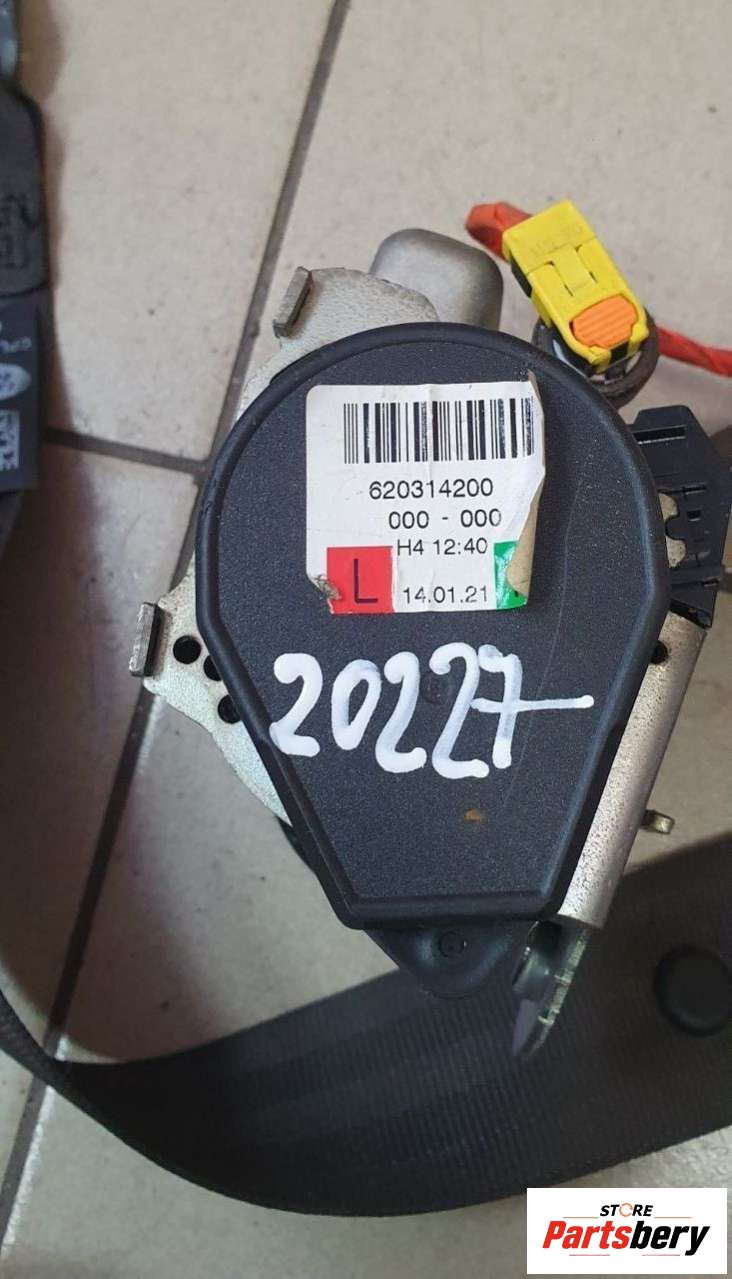 620314200
000 - 000
H4 12:40
L
14.01.21
20227
STORE
Partsbery